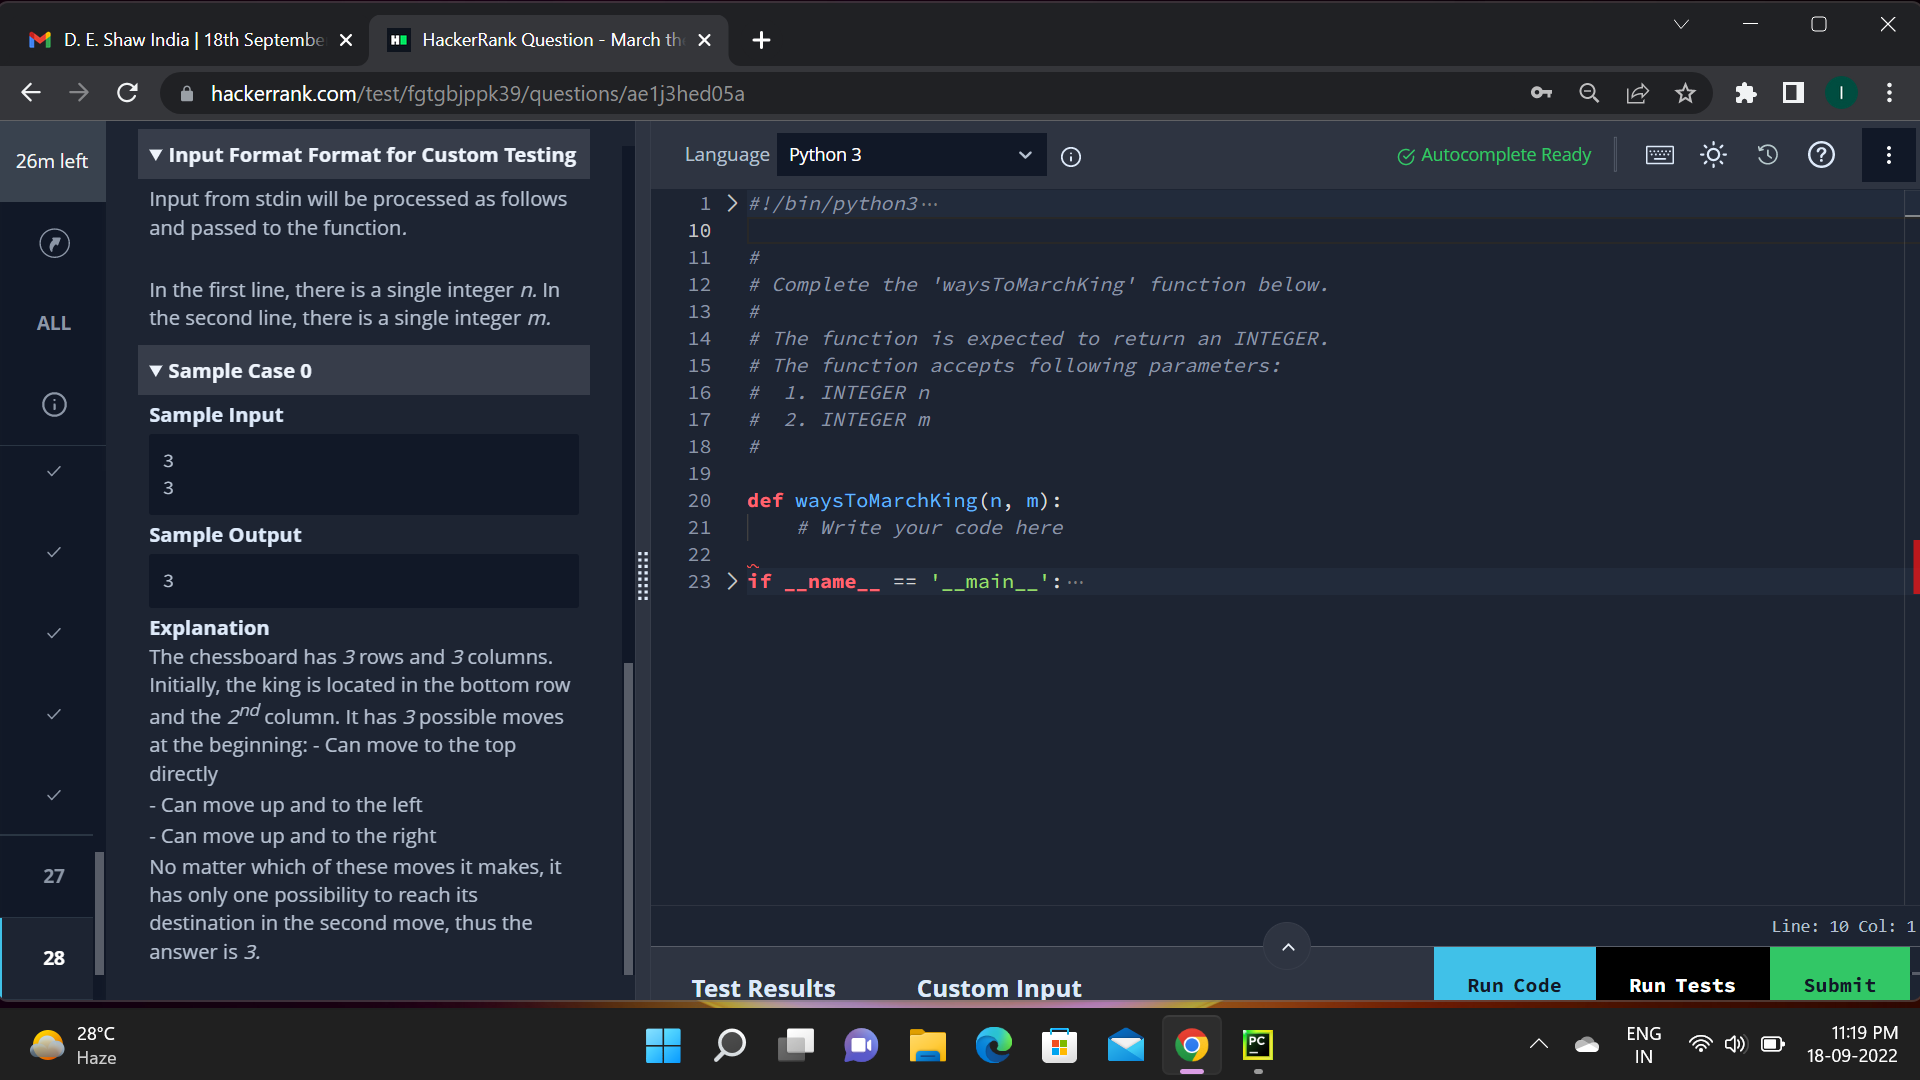 D. E. Shaw India | 18th Septembe
HackerRank Question - March th
hackerrank.com/test/fgtgbjppk39/questions/ae1j3hed05a
I
26m left
ALL
27
28
Input Format Format for Custom Testing
Input from stdin will be processed as follows
and passed to the function.
In the first line, there is a single integer n. In
the second line, there is a single integer m.
Sample Case 0
Sample Input
3
3
Sample Output
3
Explanation
The chessboard has 3 rows and 3 columns.
Initially, the king is located in the bottom row
and the 2nd column. It has 3 possible moves
at the beginning: - Can move to the top
directly
- Can move up and to the left
- Can move up and to the right
No matter which of these moves it makes, it
has only one possibility to reach its
destination in the second move, thus the
answer is 3.
Language Python 3
Autocomplete Ready
1 #!/bin/python3...
10
11 #
12 # Complete the 'waysToMarchKing' function below.
13 #
14 # The function is expected to return an INTEGER.
15 # The function accepts following parameters:
16 # 1. INTEGER n
17 # 2. INTEGER m
18 #
19
20 def waysToMarchKing(n, m):
21 # Write your code here
22
23 if __name__ == '__main__':...
Line: 10 Col: 1
Test Results Custom Input
Run Code Run Tests Submit
28°C
Haze
PC
ENG
IN
11:19 PM
18-09-2022